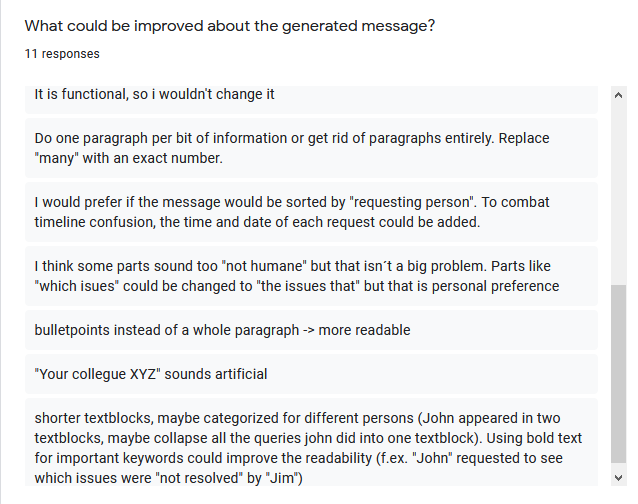 What could be improved about the generated message?
11 responses
It is functional, so i wouldn't change it
Do one paragraph per bit of information or get rid of paragraphs entirely. Replace
"many" with an exact number.
I would prefer if the message would be sorted by "requesting person". To combat
timeline confusion, the time and date of each request could be added.
I think some parts sound too "not humane" but that isn´t a big problem. Parts like
"which isues" could be changed to "the issues that" but that is personal preference
bulletpoints instead of a whole paragraph -> more readable
"Your collegue XYZ" sounds artificial
shorter textblocks, maybe categorized for different persons (John appeared in two
textblocks, maybe collapse all the queries john did into one textblock). Using bold text
for important keywords could improve the readability (f.ex. "John" requested to see
which issues were "not resolved" by "Jim")